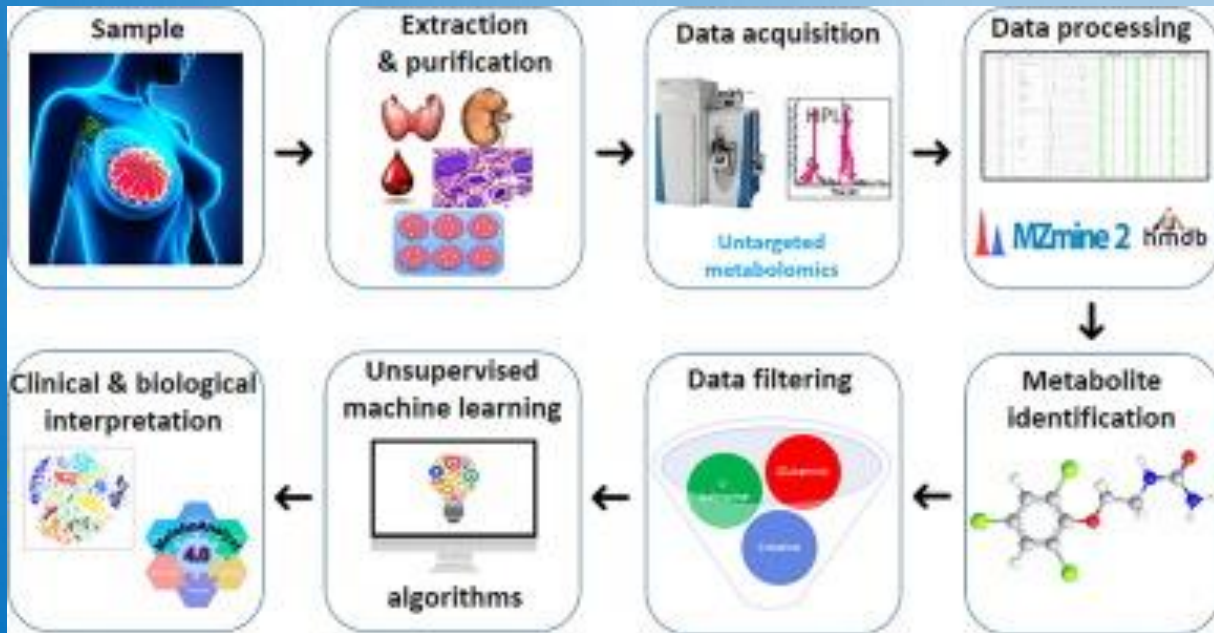 Sample
Extraction
& purification
Data acquisition
HPLC
Untargeted
metabolomics
Data processing
MZmine 2
hmdb
Metabolite
identification
Data filtering
Unsupervised
machine learning
algorithms
Clinical & biological
interpretation
MetaboAnalyst
4.0